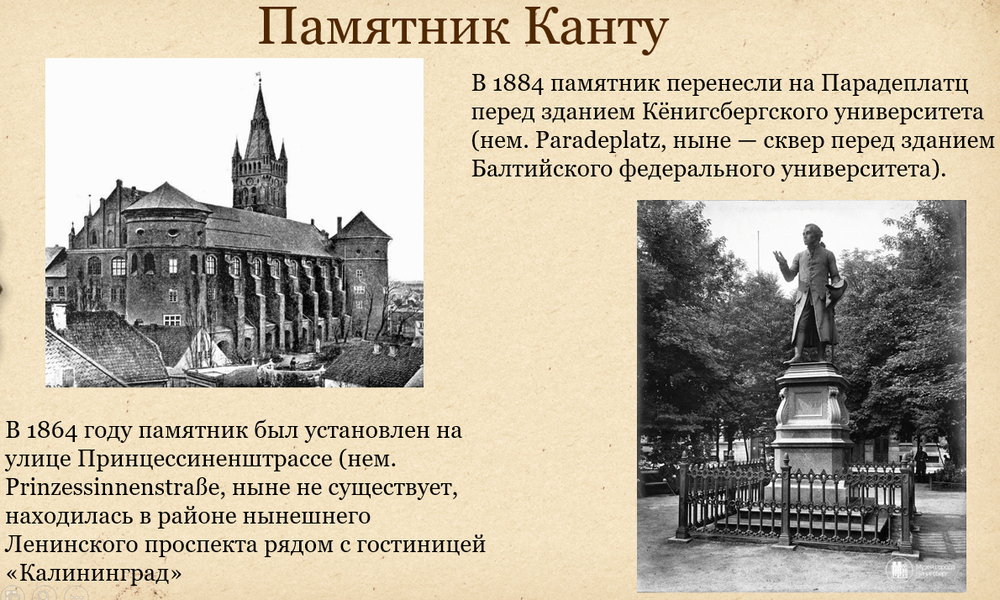 Памятник Канту
В 1884 памятник перенесли на Парадеплатц
перед зданием Кёнигсбергского университета
(нем. Paradeplatz, ныне — сквер перед зданием
Балтийского федерального университета).
В 1864 году памятник был установлен на
улице Принцессиненштрассе (нем.
Prinzessinnenstraße, ныне не существует,
находилась в районе нынешнего
Ленинского проспекта рядом с гостиницей
«Калининград»